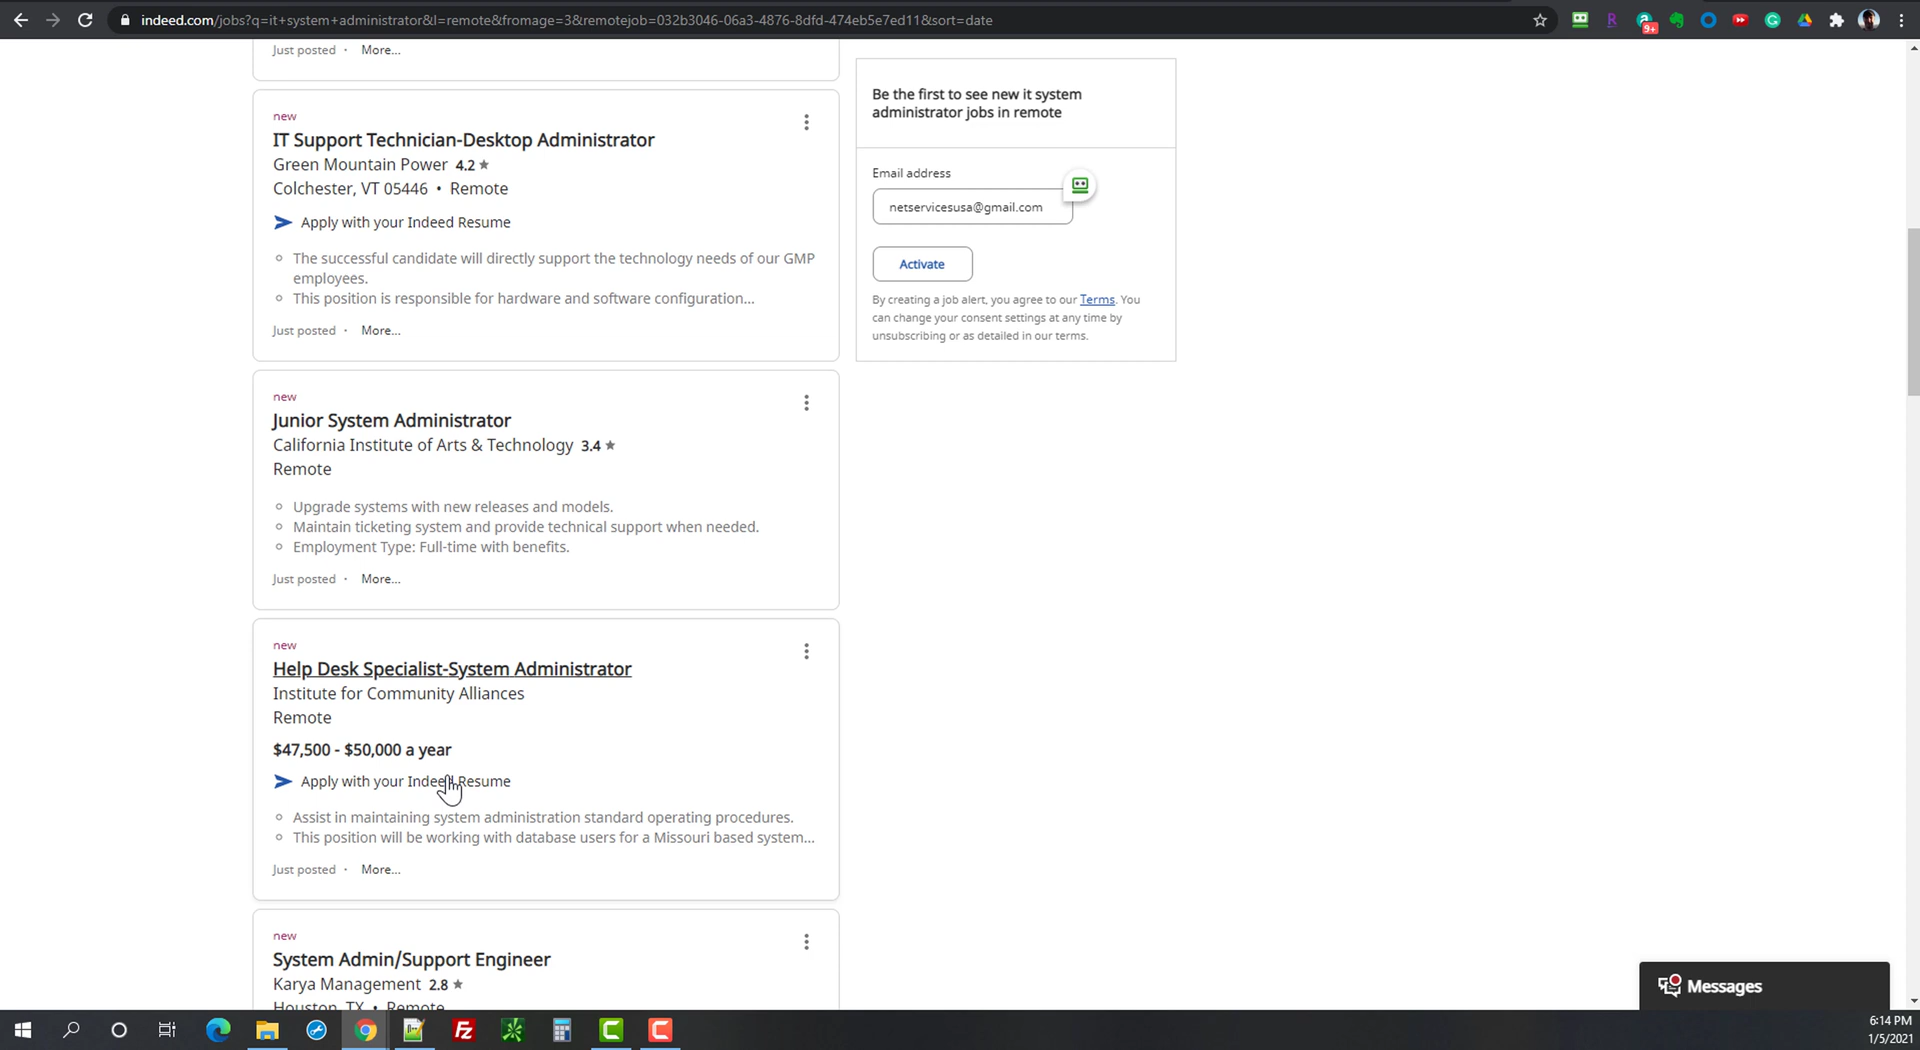 indeed.com/jobs?q=it+system+administrator&l=remote&fromage=3&remotejob=032b3046-06a3-4876-8dfd-474eb5e7ed11&sort=date
9+
Just posted · More...
new
IT Support Technician-Desktop Administrator
Green Mountain Power 4.2 ★
Colchester, VT 05446 • Remote
Apply with your Indeed Resume
The successful candidate will directly support the technology needs of our GMP
employees.
This position is responsible for hardware and software configuration...
Just posted · More...
new
Junior System Administrator
California Institute of Arts & Technology 3.4 ★
Remote
Upgrade systems with new releases and models.
Maintain ticketing system and provide technical support when needed.
Employment Type: Full-time with benefits.
Just posted · More...
new
Help Desk Specialist-System Administrator
Institute for Community Alliances
Remote
$47,500 - $50,000 a year
Apply with your Indeed Resume
Assist in maintaining system administration standard operating procedures.
This position will be working with database users for a Missouri based system...
Just posted · More...
new
System Admin/Support Engineer
Karya Management 2.8 ★
Houston, TX • Remote
Be the first to see new it system
administrator jobs in remote
Email address
netservicesusa@gmail.com
Activate
By creating a job alert, you agree to our Terms. You
can change your consent settings at any time by
unsubscribing or as detailed in our terms.
Messages
6:14 PM
1/5/2021